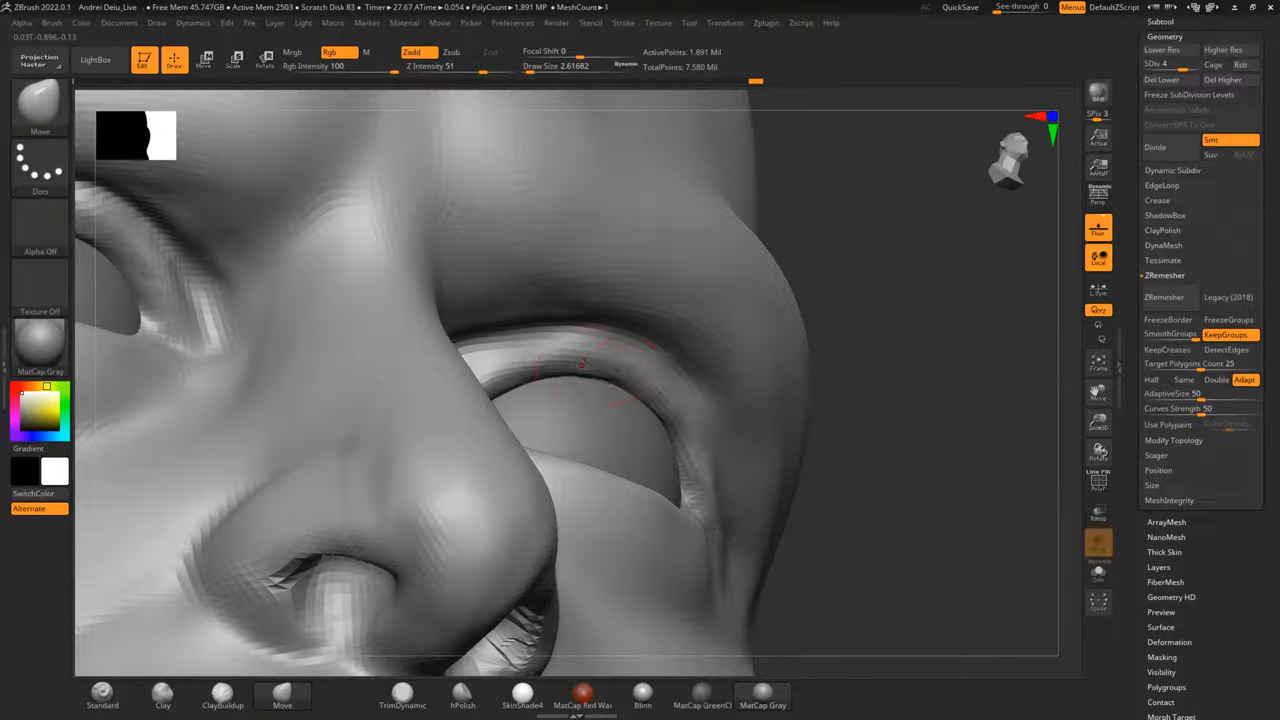 ZBrush 2022.0.1 Andrei Deiu_Live • Free Mem 45.747GB • Active Mem 2503 • Scratch Disk 83 • Timer▶27.67 ATime▶0.054 • PolyCount▶1.891 MP • MeshCount▶1
AC QuickSave See-through 0 Menus DefaultZScript
Alpha Brush Color Document Draw Dynamics Edit File Layer Light Macro Marker Material Movie Picker Preferences Render Stencil Stroke Texture Tool Transform Zplugin Zscript Help
0.037,-0.896,-0.13
Projection Master
LightBox
Edit
Draw
Move
Scale
Rotate
Mrgb Rgb M
Rgb Intensity 100
Zadd Zsub Zcut
Z Intensity 51
Focal Shift 0
Draw Size 2.61682 Dynamic
ActivePoints: 1.891 Mil
TotalPoints: 7.580 Mil
Move
Dots
Alpha Off
Texture Off
MatCap Gray
Gradient
SwitchColor
Alternate
BPR
SPix 3
Actual
AAHalf
Dynamic
Persp
Floor
Local
L.Sym
XYZ
Frame
Move
Zoom3D
Rotate
Line Fill
PolyF
Transp
Dynamic
Solo
Xpose
Subtool
Geometry
Lower Res Higher Res
SDiv 4 Cage Rstr
Del Lower Del Higher
Freeze SubDivision Levels
Reconstruct Subdiv
Convert BPR To Geo
Divide Smt
Suv ReUV
Dynamic Subdiv
EdgeLoop
Crease
ShadowBox
ClayPolish
DynaMesh
Tessimate
ZRemesher
ZRemesher Legacy (2018)
FreezeBorder FreezeGroups
SmoothGroups KeepGroups
KeepCreases DetectEdges
Target Polygons Count 25
Half Same Double Adapt
AdaptiveSize 50
Curves Strength 50
Use Polypaint ColorDensity
Modify Topology
Stager
Position
Size
MeshIntegrity
ArrayMesh
NanoMesh
Thick Skin
Layers
FiberMesh
Geometry HD
Preview
Surface
Deformation
Masking
Visibility
Polygroups
Contact
Morph Target
Standard Clay ClayBuildup Move TrimDynamic hPolish SkinShade4 MatCap Red Wax Blinn MatCap GreenCl MatCap Gray